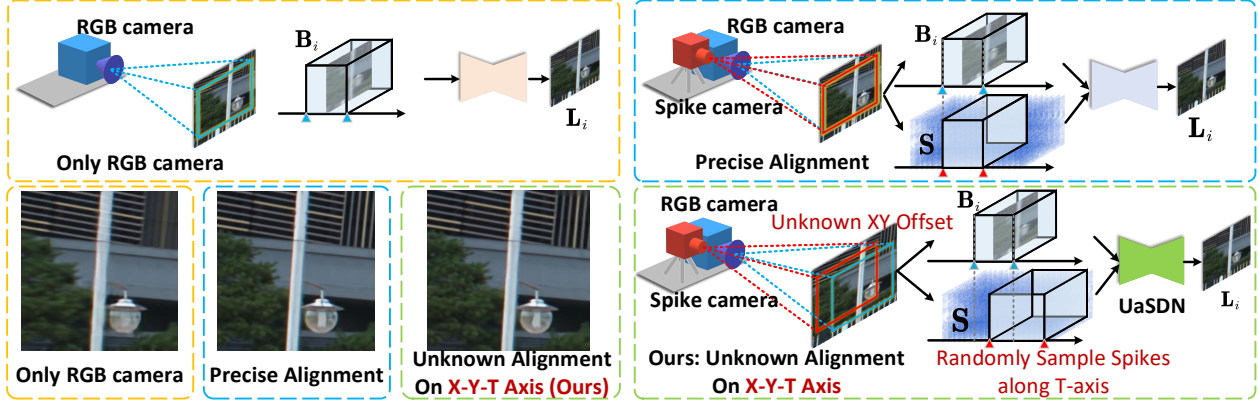 RGB camera
B_i
L_i
Only RGB camera
RGB camera
B_i
Spike camera
S
L_i
Precise Alignment
Only RGB camera
Precise Alignment
Unknown Alignment
On X-Y-T Axis (Ours)
RGB camera
Unknown XY Offset
B_i
Spike camera
S
UaSDN
L_i
Ours: Unknown Alignment
On X-Y-T Axis
Randomly Sample Spikes
along T-axis